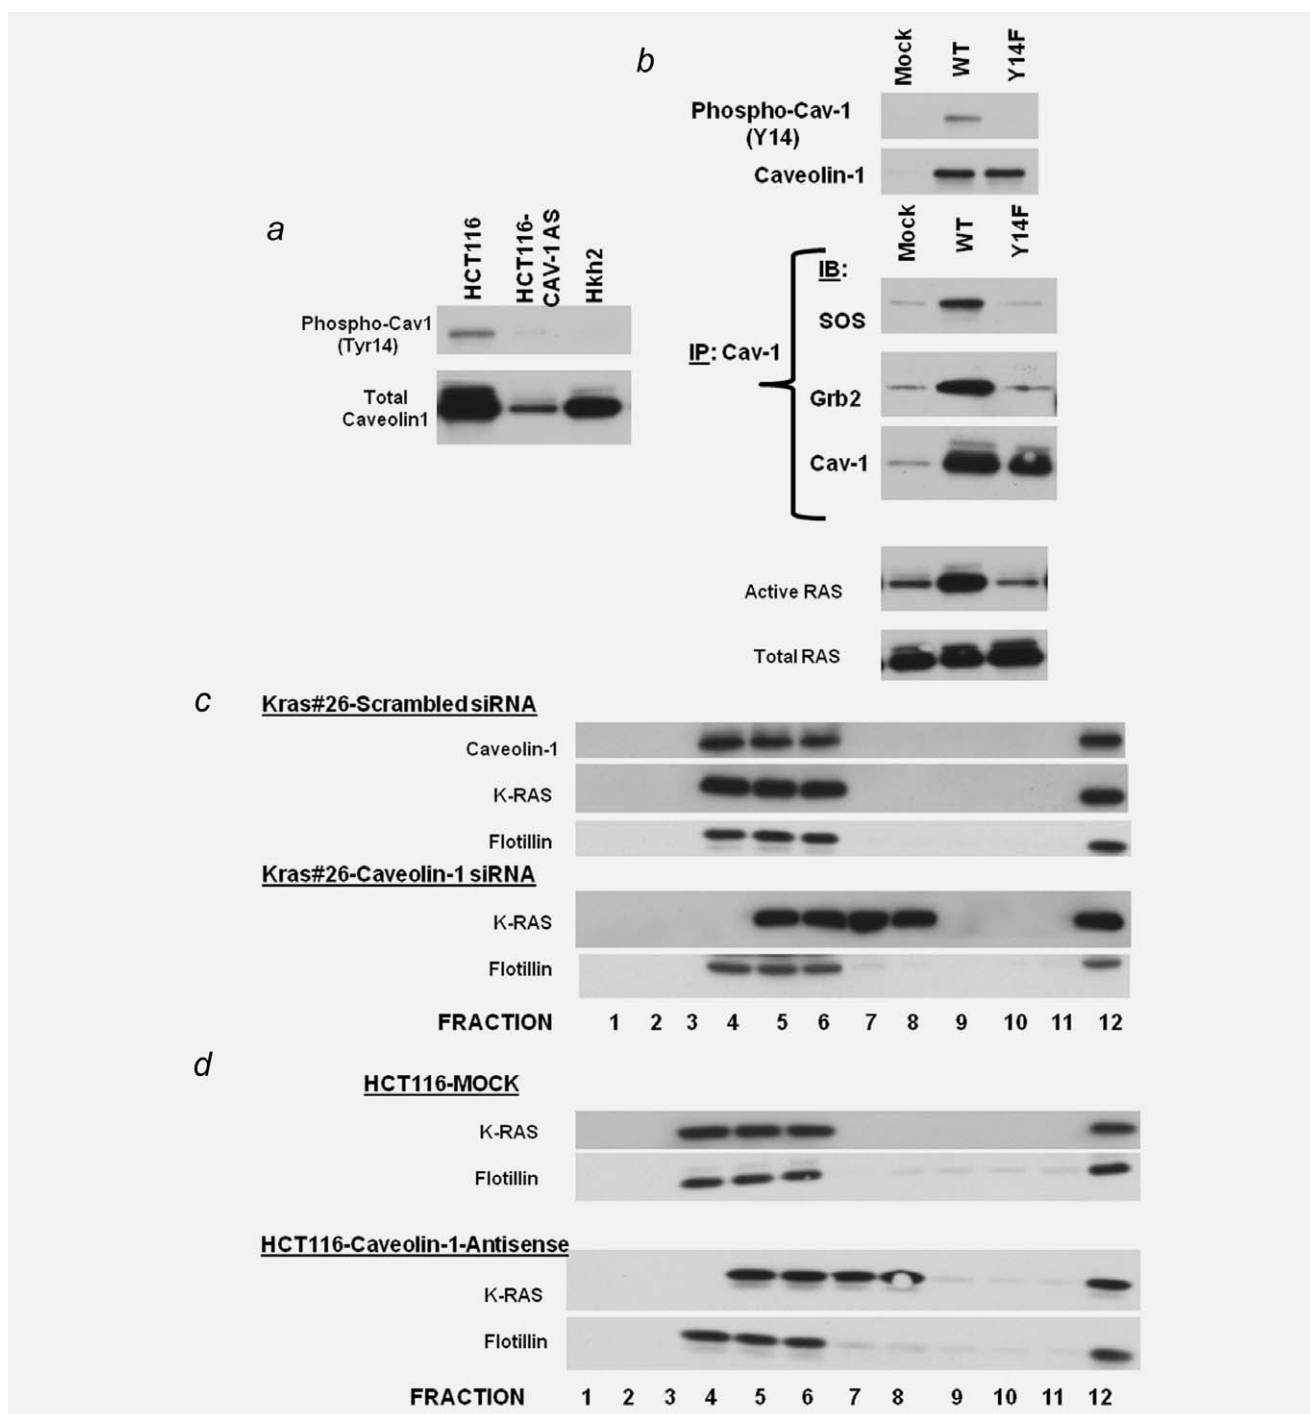 a
HCT116
HCT116-
CAV-1 AS
Hkh2
Phospho-Cav1
(Tyr14)
Total
Caveolin1
b
Mock
WT
Y14F
Phospho-Cav-1
(Y14)
Caveolin-1
Mock
WT
Y14F
IB:
SOS
IP: Cav-1
Grb2
Cav-1
Active RAS
Total RAS
c
Kras#26-Scrambled siRNA
Caveolin-1
K-RAS
Flotillin
Kras#26-Caveolin-1 siRNA
K-RAS
Flotillin
FRACTION 1 2 3 4 5 6 7 8 9 10 11 12
d
HCT116-MOCK
K-RAS
Flotillin
HCT116-Caveolin-1-Antisense
K-RAS
Flotillin
FRACTION 1 2 3 4 5 6 7 8 9 10 11 12